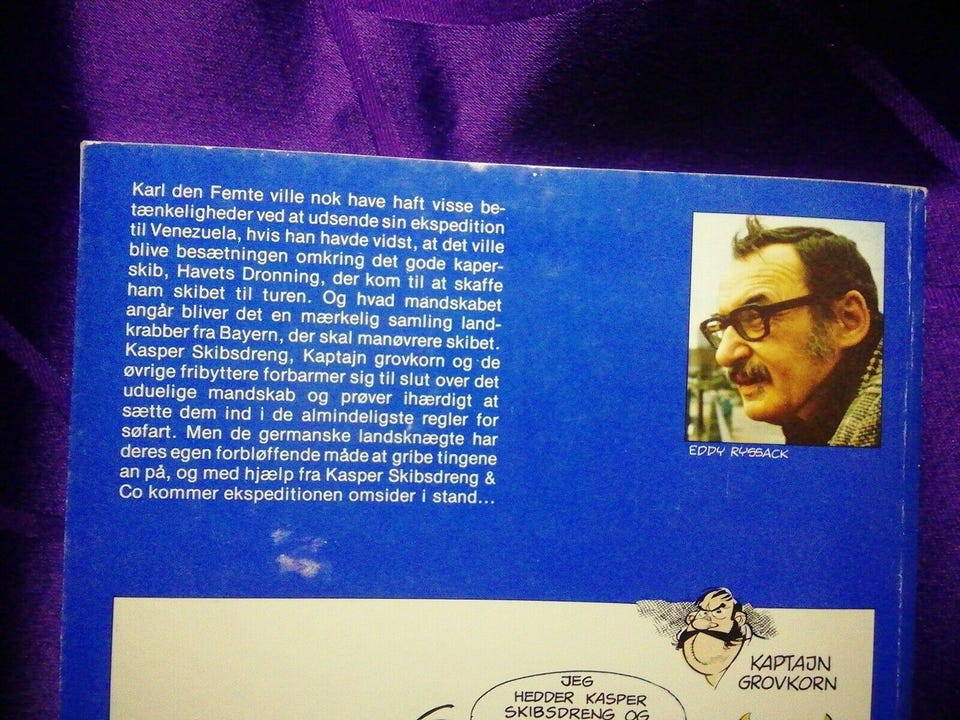 Karl den Femte ville nok have haft visse be-
tænkeligheder ved at udsende sin ekspedition
til Venezuela, hvis han havde vidst, at det ville
blive besætningen omkring det gode kaper-
skib, Havets Dronning, der kom til at skaffe
ham skibet til turen. Og hvad mandskabet
angår bliver det en mærkelig samling land-
krabber fra Bayern, der skal manøvrere skibet.
Kasper Skibsdreng, Kaptajn grovkorn og de
øvrige fribyttere forbarmer sig til slut over det
uduelige mandskab og prøver ihærdigt at
sætte dem ind i de almindeligste regler for
søfart. Men de germanske landsknægte har
deres egen forbløffende måde at gribe tingene
an på, og med hjælp fra Kasper Skibsdreng &
Co kommer ekspeditionen omsider i stand...
EDDY RYSSACK
KAPTAJN
GROVKORN
JEG
HEDDER KASPER
SKIBSDRENG OG